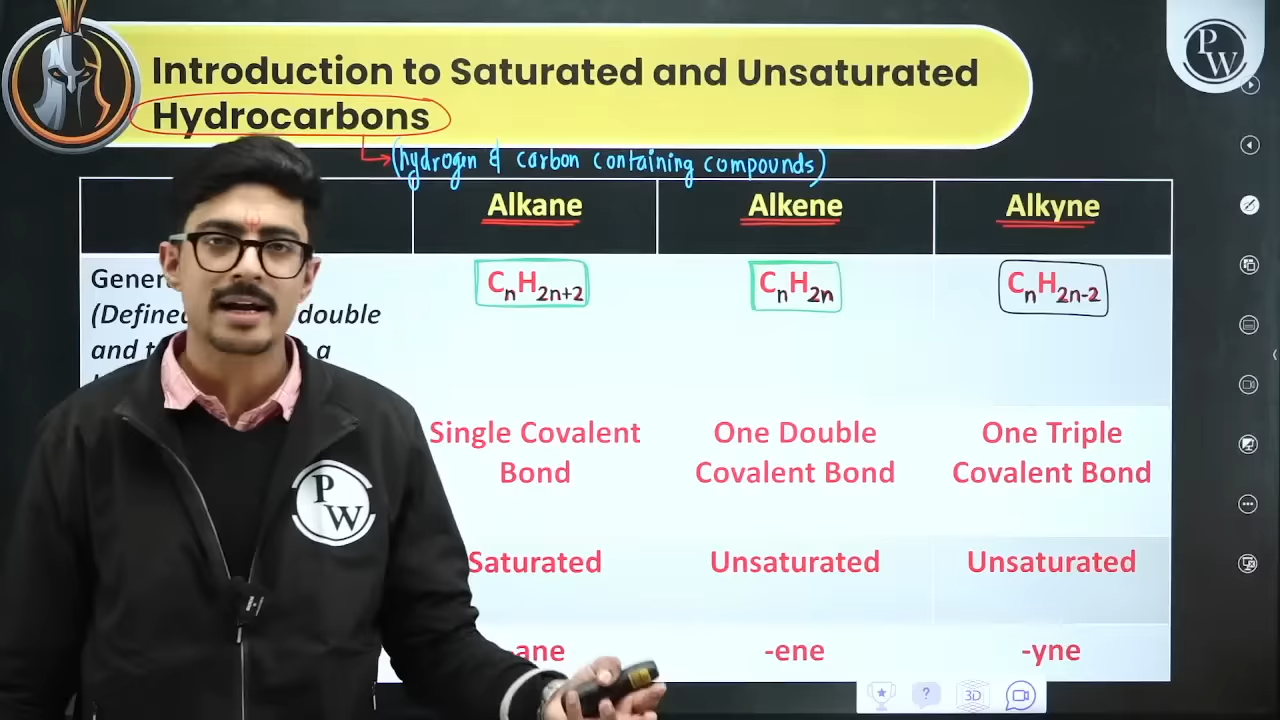 Introduction to Saturated and Unsaturated
Hydrocarbons
(hydrogen & carbon containing compounds)
Alkane Alkene Alkyne
CnH2n+2 CnH2n CnH2n-2
(Define double
and a
Single Covalent
Bond
One Double
Covalent Bond
One Triple
Covalent Bond
Saturated Unsaturated Unsaturated
-ane -ene -yne
PW
PW
3D
?